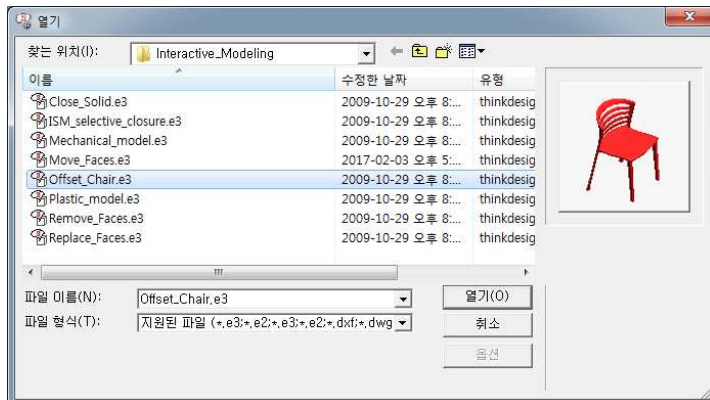 열기
찾는 위치(I): Interactive_Modeling
이름 수정한 날짜 유형
Close_Solid.e3 2009-10-29 오후 8:... thinkdesig
ISM_selective_closure.e3 2009-10-29 오후 8:... thinkdesig
Mechanical_model.e3 2009-10-29 오후 8:... thinkdesig
Move_Faces.e3 2017-02-03 오후 5:... thinkdesig
Offset_Chair.e3 2009-10-29 오후 8:... thinkdesig
Plastic_model.e3 2009-10-29 오후 8:... thinkdesig
Remove_Faces.e3 2009-10-29 오후 8:... thinkdesig
Replace_Faces.e3 2009-10-29 오후 8:... thinkdesig
파일 이름(N): Offset_Chair.e3 열기(O)
파일 형식(T): 지원된 파일 (*.e3;*.e2;*.e3;*.e2;*.dxf;*.dwg 취소
옵션